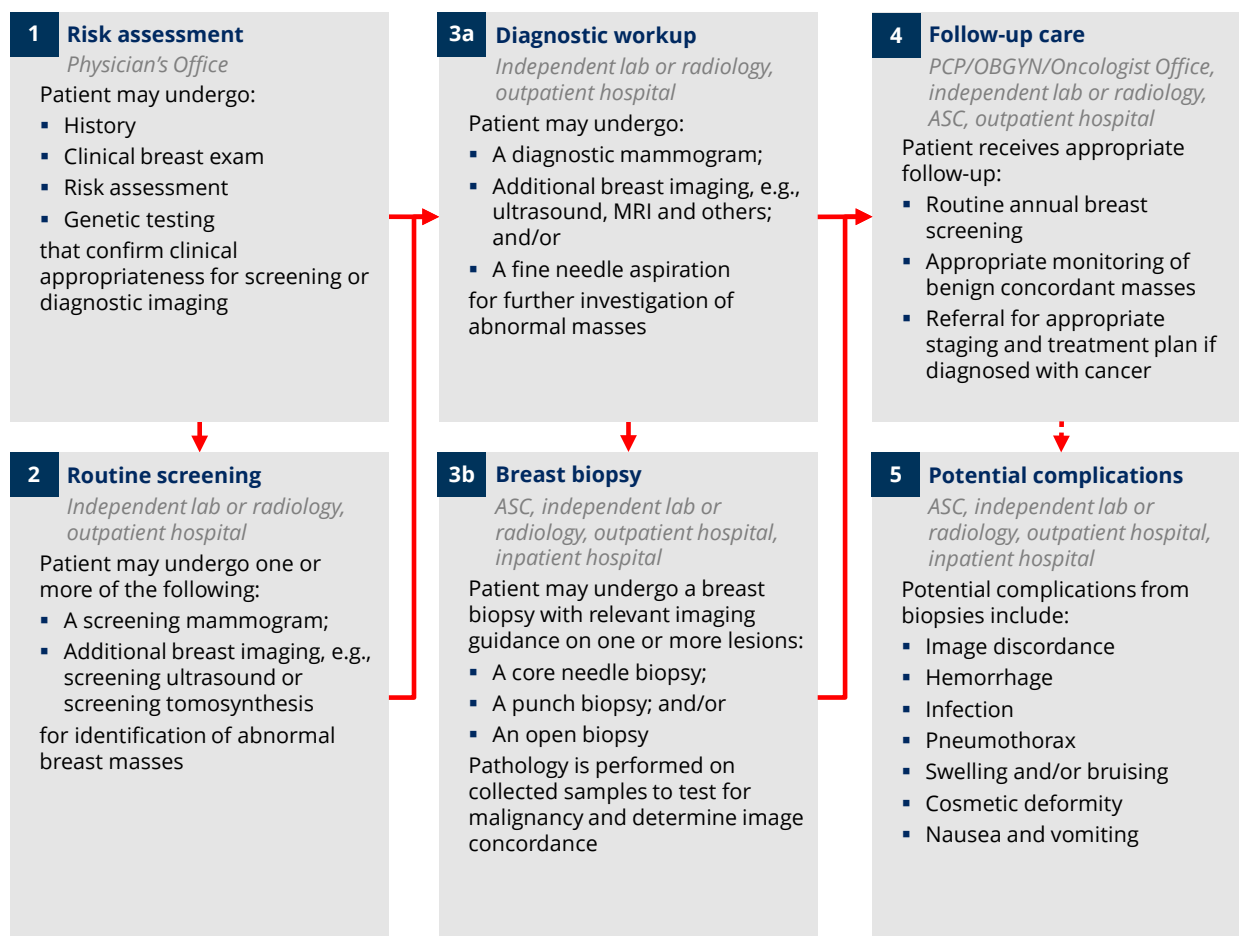 1 Risk assessment
Physician's Office
Patient may undergo:
▪ History
▪ Clinical breast exam
▪ Risk assessment
▪ Genetic testing
that confirm clinical
appropriateness for screening or
diagnostic imaging
2 Routine screening
Independent lab or radiology,
outpatient hospital
Patient may undergo one or
more of the following:
▪ A screening mammogram;
▪ Additional breast imaging, e.g.,
screening ultrasound or
screening tomosynthesis
for identification of abnormal
breast masses
3a Diagnostic workup
Independent lab or radiology,
outpatient hospital
Patient may undergo:
▪ A diagnostic mammogram;
▪ Additional breast imaging, e.g.,
ultrasound, MRI and others;
and/or
▪ A fine needle aspiration
for further investigation of
abnormal masses
3b Breast biopsy
ASC, independent lab or
radiology, outpatient hospital,
inpatient hospital
Patient may undergo a breast
biopsy with relevant imaging
guidance on one or more lesions:
▪ A core needle biopsy;
▪ A punch biopsy; and/or
▪ An open biopsy
Pathology is performed on
collected samples to test for
malignancy and determine image
concordance
4 Follow-up care
PCP/OBGYN/Oncologist Office,
independent lab or radiology,
ASC, outpatient hospital
Patient receives appropriate
follow-up:
▪ Routine annual breast
screening
▪ Appropriate monitoring of
benign concordant masses
▪ Referral for appropriate
staging and treatment plan if
diagnosed with cancer
5 Potential complications
ASC, independent lab or
radiology, outpatient hospital,
inpatient hospital
Potential complications from
biopsies include:
▪ Image discordance
▪ Hemorrhage
▪ Infection
▪ Pneumothorax
▪ Swelling and/or bruising
▪ Cosmetic deformity
▪ Nausea and vomiting